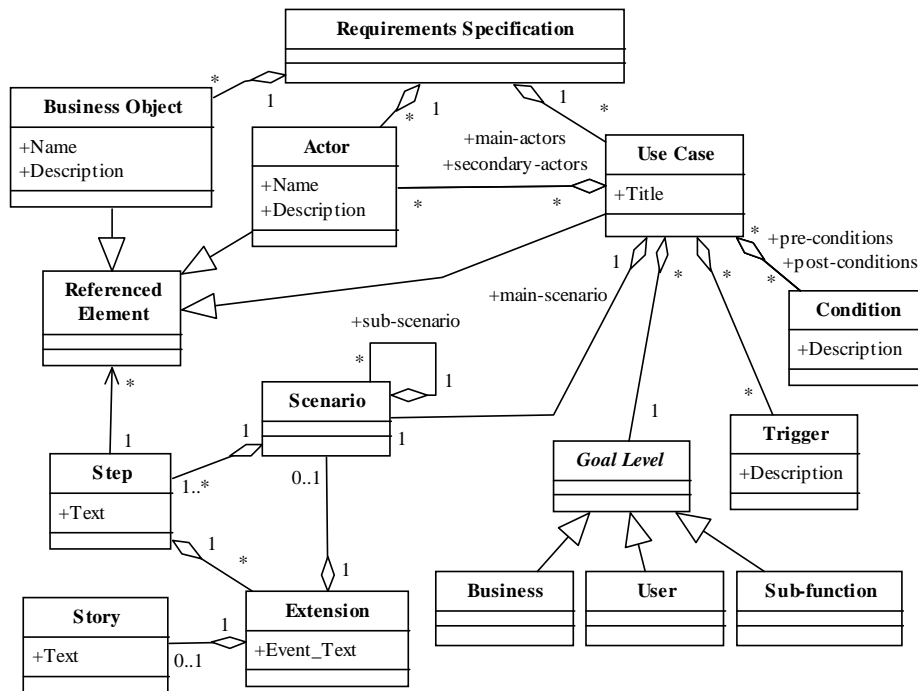 Requirements Specification
*
1
Business Object
+Name
+Description
1
*
Actor
+Name
+Description
1
*
+main-actors
+secondary-actors
*
*
Use Case
+Title
Referenced
Element
1
+main-scenario
*
*
*
+pre-conditions
+post-conditions
*
Condition
+Description
+sub-scenario
*
1
*
1
Scenario
1
1
0..1
Step
+Text
1..*
1
*
1
Goal Level
*
Trigger
+Description
Business
User
Sub-function
1
Extension
+Event_Text
Story
+Text
1
0..1